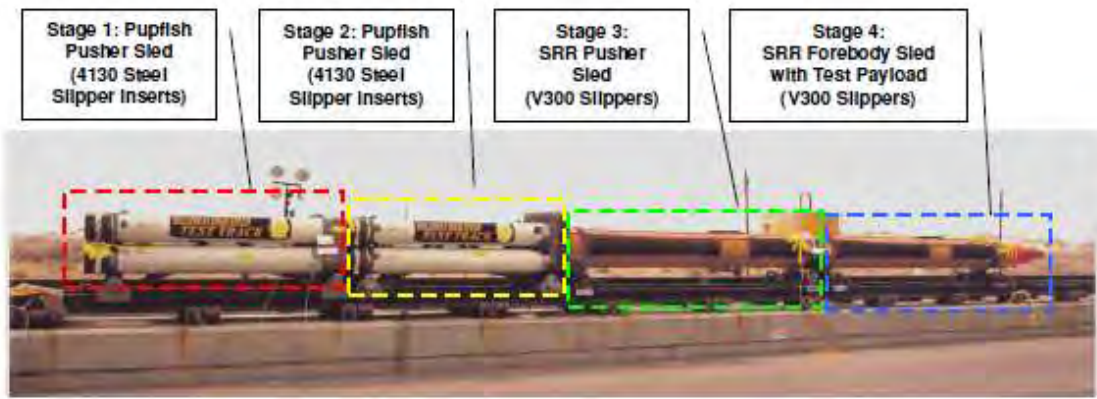 Stage 1: Pupfish
Pusher Sled
(4130 Steel
Slipper Inserts)
Stage 2: Pupfish
Pusher Sled
(4130 Steel
Slipper Inserts)
Stage 3:
SRR Pusher
Sled
(V300 Slippers)
Stage 4:
SRR Forebody Sled
with Test Payload
(V300 Slippers)
TEST TRACK